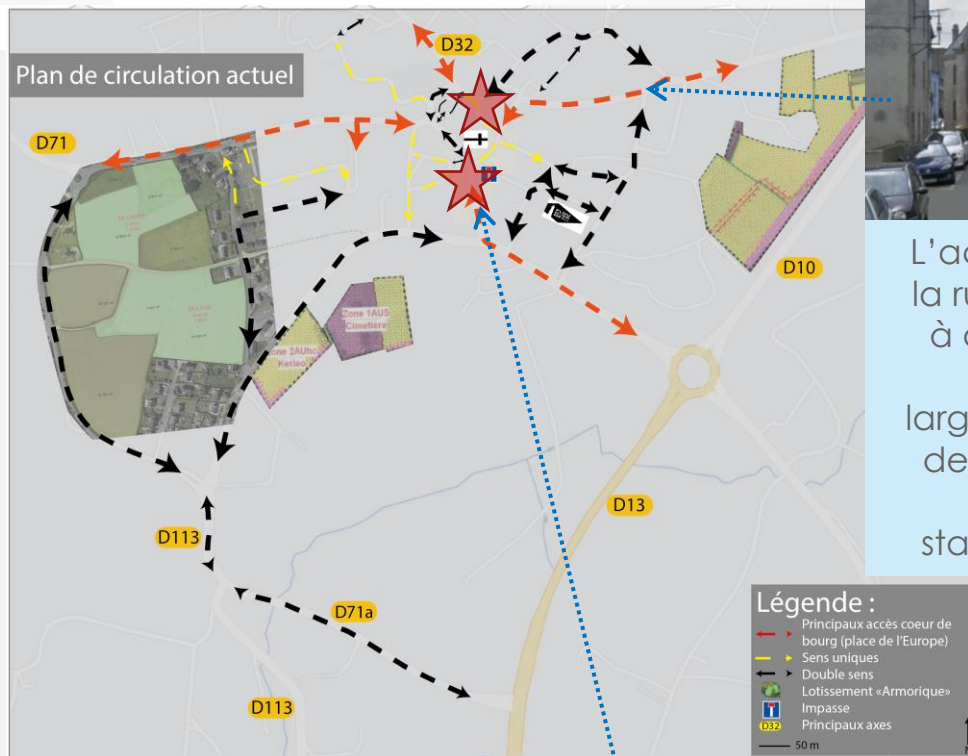 Plan de circulation actuel
D32
D71
D10
Zone 1AUS
Cimetière
Zone 2AUhc
Kerleo
D13
D113
D71a
D113
L'ac
la ru
à c
larg
de
sta
Légende :
Principaux accès coeur de
bourg (place de l'Europe)
Sens uniques
Double sens
Lotissement «Armorique»
Impasse
D32
Principaux axes
50 m